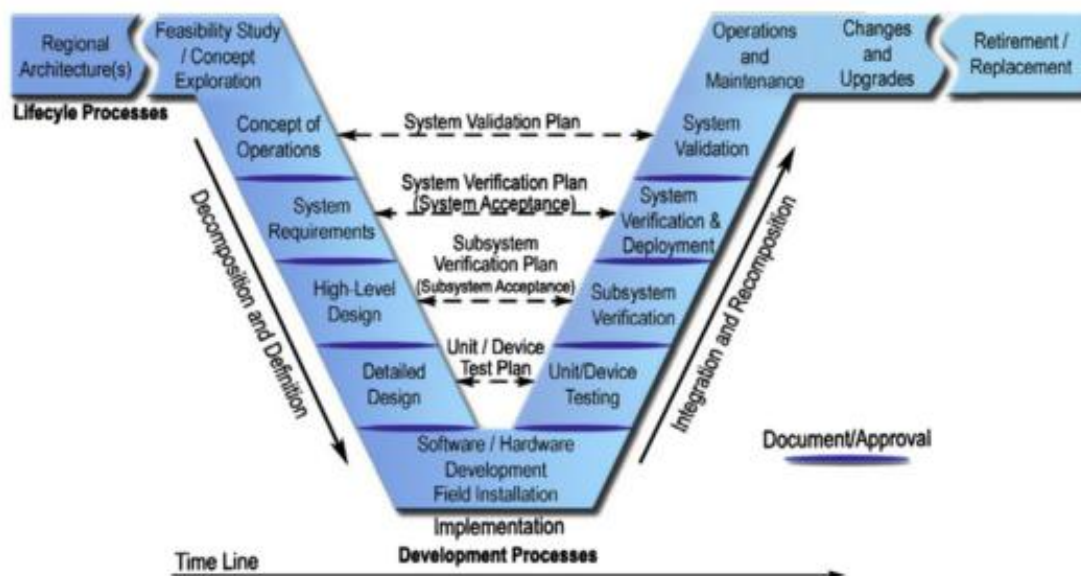 Regional
Architecture(s)
Feasibility Study
/ Concept
Exploration
Operations
and
Maintenance
Changes
and
Upgrades
Retirement /
Replacement
Lifecyle Processes
Concept of
Operations
System Validation Plan
System
Validation
System
Requirements
System Verification Plan
(System Acceptance)
System
Verification &
Deployment
High-Level
Design
Subsystem
Verification Plan
(Subsystem Acceptance)
Subsystem
Verification
Detailed
Design
Unit / Device
Test Plan
Unit/Device
Testing
Decomposition and Definition
Integration and Recomposition
Software / Hardware
Development
Field Installation
Implementation
Development Processes
Document/Approval
Time Line